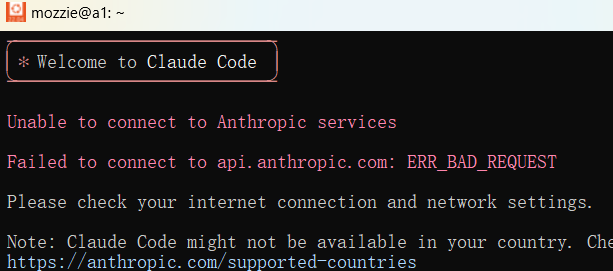 mozzie@a1: ~
* Welcome to Claude Code
Unable to connect to Anthropic services
Failed to connect to api.anthropic.com: ERR_BAD_REQUEST
Please check your internet connection and network settings.
Note: Claude Code might not be available in your country. Che
https://anthropic.com/supported-countries